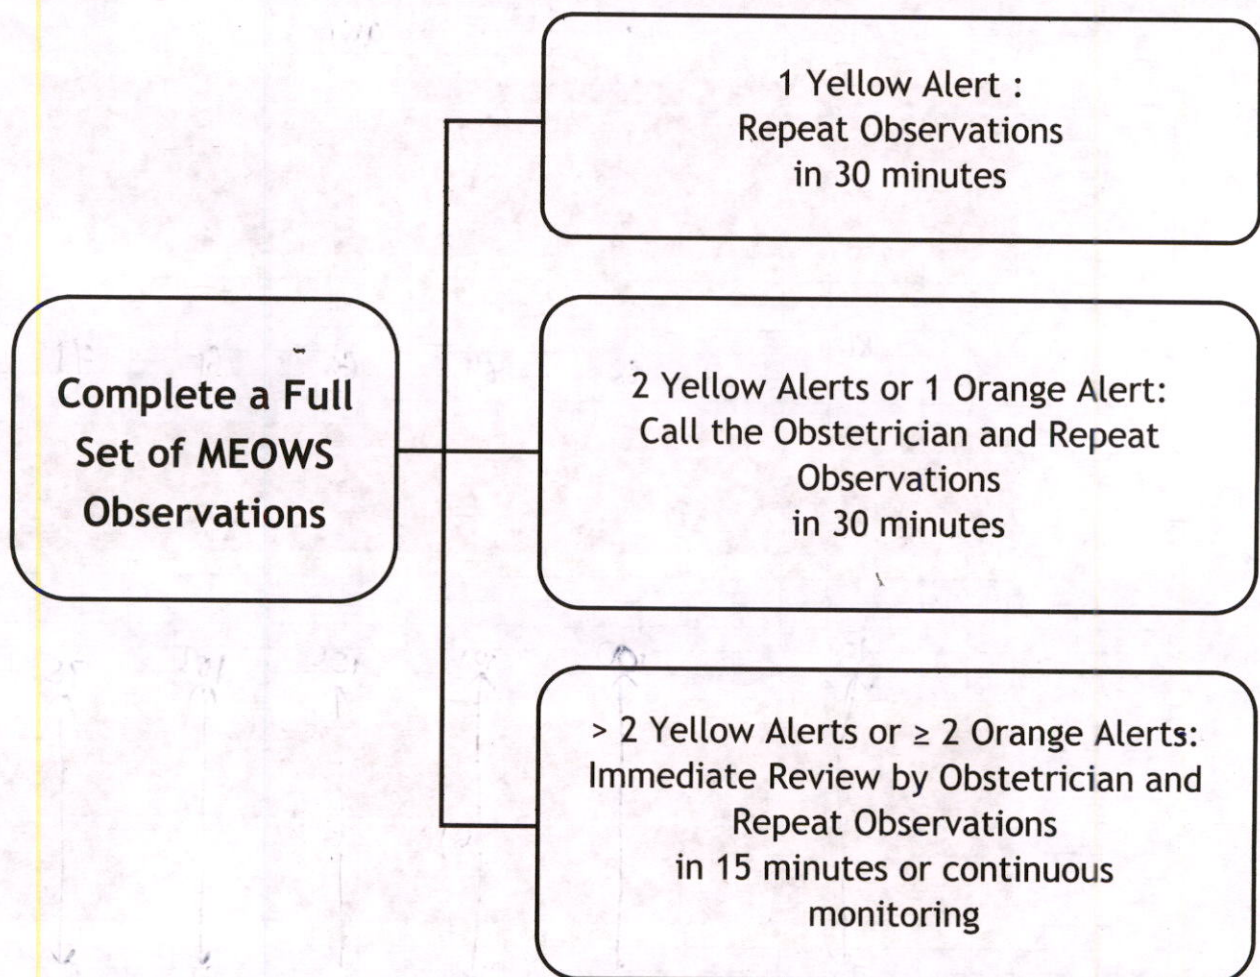 1 Yellow Alert :
Repeat Observations
in 30 minutes
Complete a Full
Set of MEOWS
Observations
2 Yellow Alerts or 1 Orange Alert:
Call the Obstetrician and Repeat
Observations
in 30 minutes
> 2 Yellow Alerts or ≥ 2 Orange Alerts:
Immediate Review by Obstetrician and
Repeat Observations
in 15 minutes or continuous
monitoring